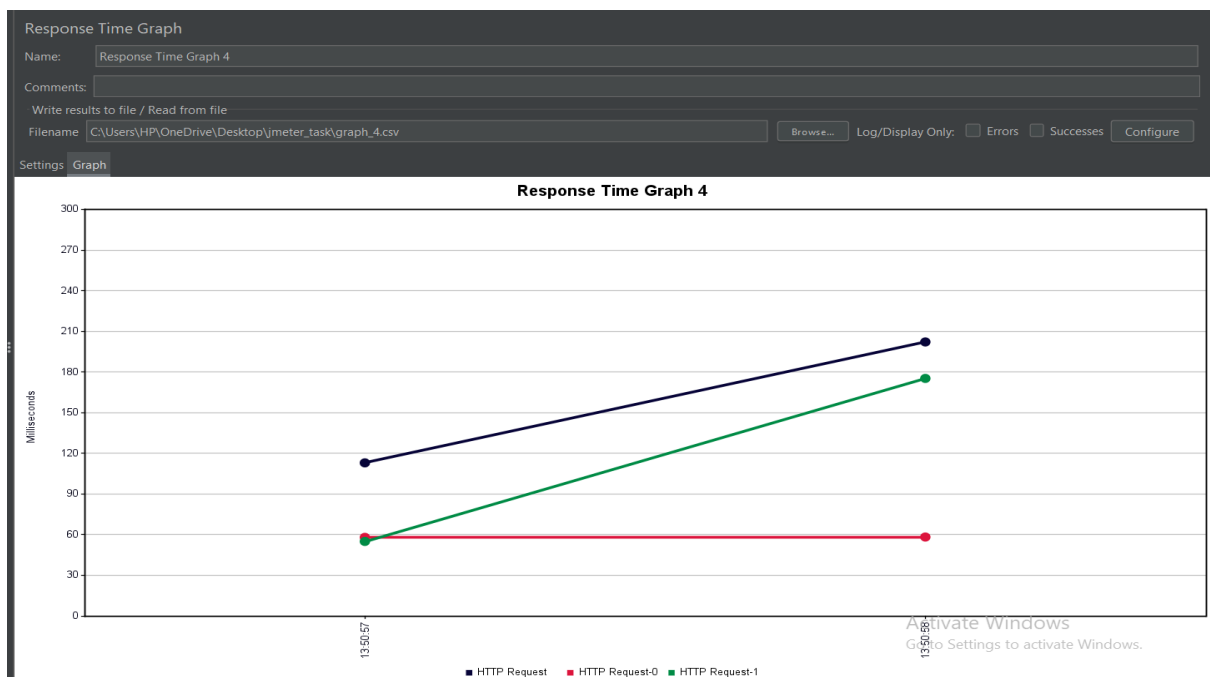 Response Time Graph
Name: Response Time Graph 4
Comments:
Write results to file / Read from file
Filename C:\Users\HP\OneDrive\Desktop\jmeter_task\graph_4.csv Browse... Log/Display Only: Errors Successes Configure
Settings Graph
Response Time Graph 4
300
270
240
210
180
150
120
90
60
30
0
Milliseconds
13:50:57 13:50:58
Activate Windows
Go to Settings to activate Windows.
HTTP Request HTTP Request-0 HTTP Request-1